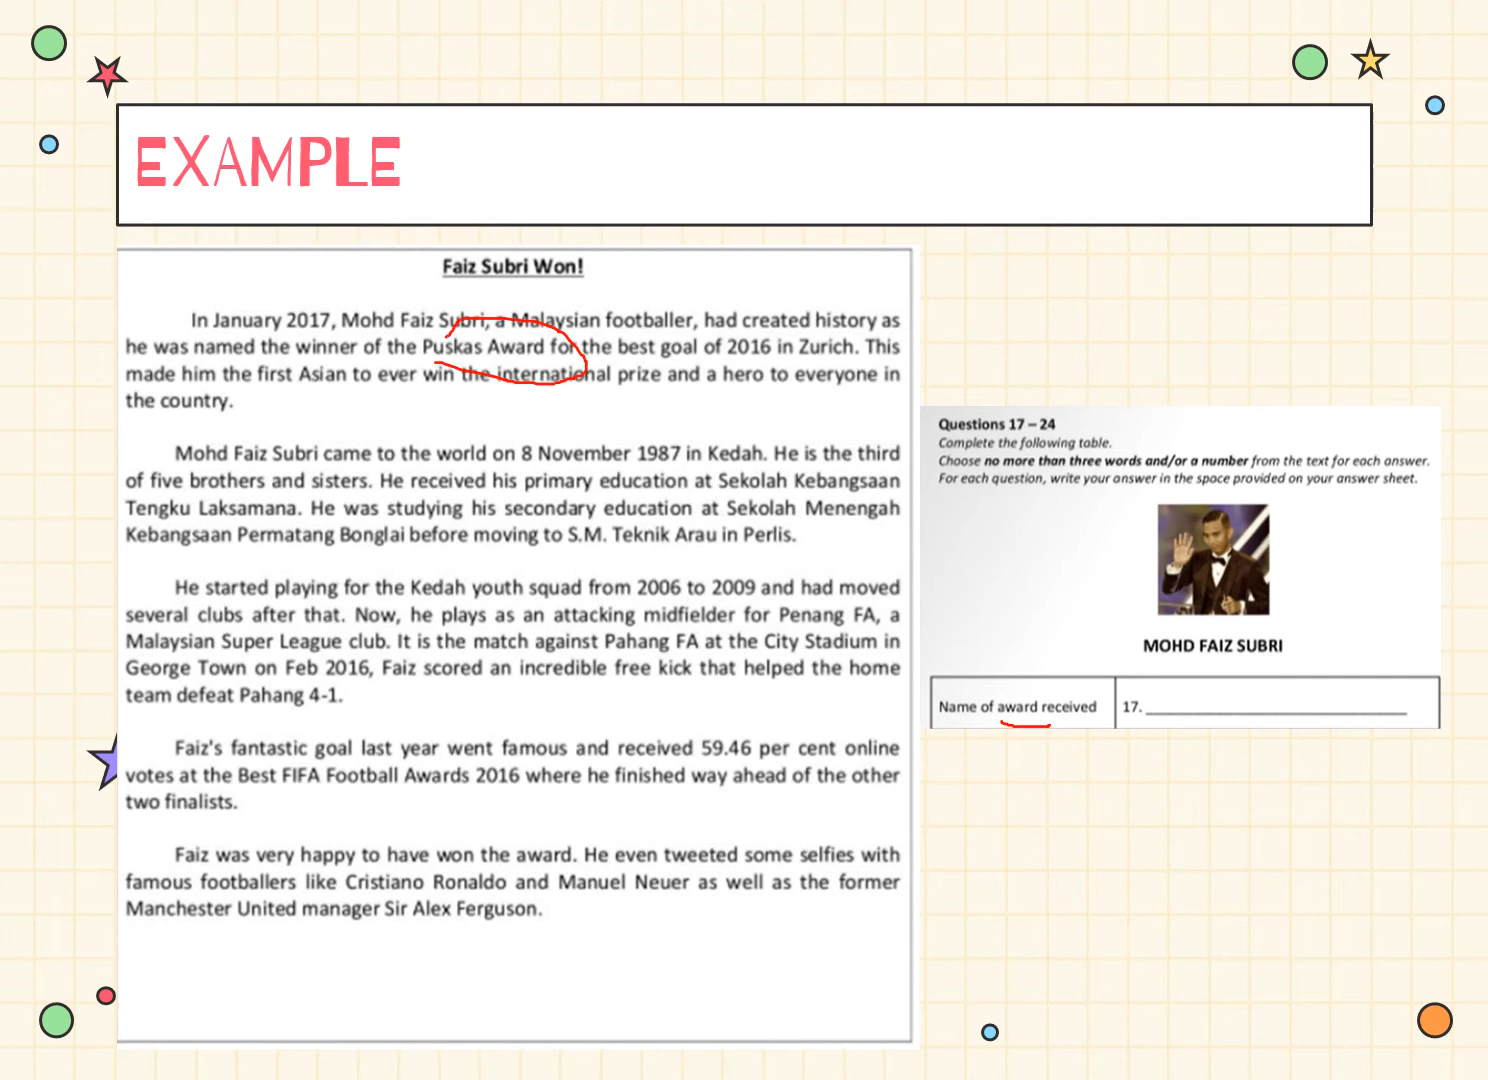 EXAMPLE
Faiz Subri Won!
In January 2017, Mohd Faiz Subri, a Malaysian footballer, had created history as
he was named the winner of the Puskas Award for the best goal of 2016 in Zurich. This
made him the first Asian to ever win the international prize and a hero to everyone in
the country.
Mohd Faiz Subri came to the world on 8 November 1987 in Kedah. He is the third
of five brothers and sisters. He received his primary education at Sekolah Kebangsaan
Tengku Laksamana. He was studying his secondary education at Sekolah Menengah
Kebangsaan Permatang Bonglai before moving to S.M. Teknik Arau in Perlis.
He started playing for the Kedah youth squad from 2006 to 2009 and had moved
several clubs after that. Now, he plays as an attacking midfielder for Penang FA, a
Malaysian Super League club. It is the match against Pahang FA at the City Stadium in
George Town on Feb 2016, Faiz scored an incredible free kick that helped the home
team defeat Pahang 4-1.
Faiz's fantastic goal last year went famous and received 59.46 per cent online
votes at the Best FIFA Football Awards 2016 where he finished way ahead of the other
two finalists.
Faiz was very happy to have won the award. He even tweeted some selfies with
famous footballers like Cristiano Ronaldo and Manuel Neuer as well as the former
Manchester United manager Sir Alex Ferguson.
Questions 17 – 24
Complete the following table.
Choose no more than three words and/or a number from the text for each answer.
For each question, write your answer in the space provided on your answer sheet.
MOHD FAIZ SUBRI
Name of award received 17. ____________________